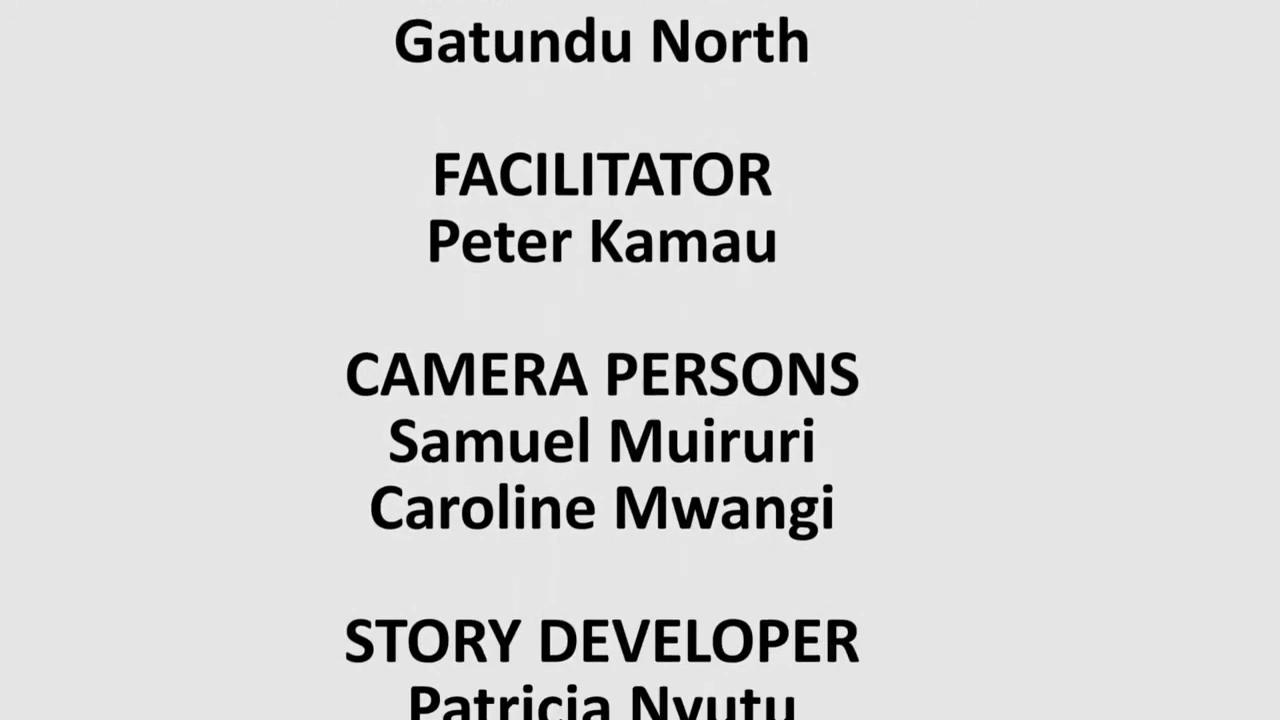 Gatundu North
FACILITATOR
Peter Kamau
CAMERA PERSONS
Samuel Muiruri
Caroline Mwangi
STORY DEVELOPER
Patricia Nyutu